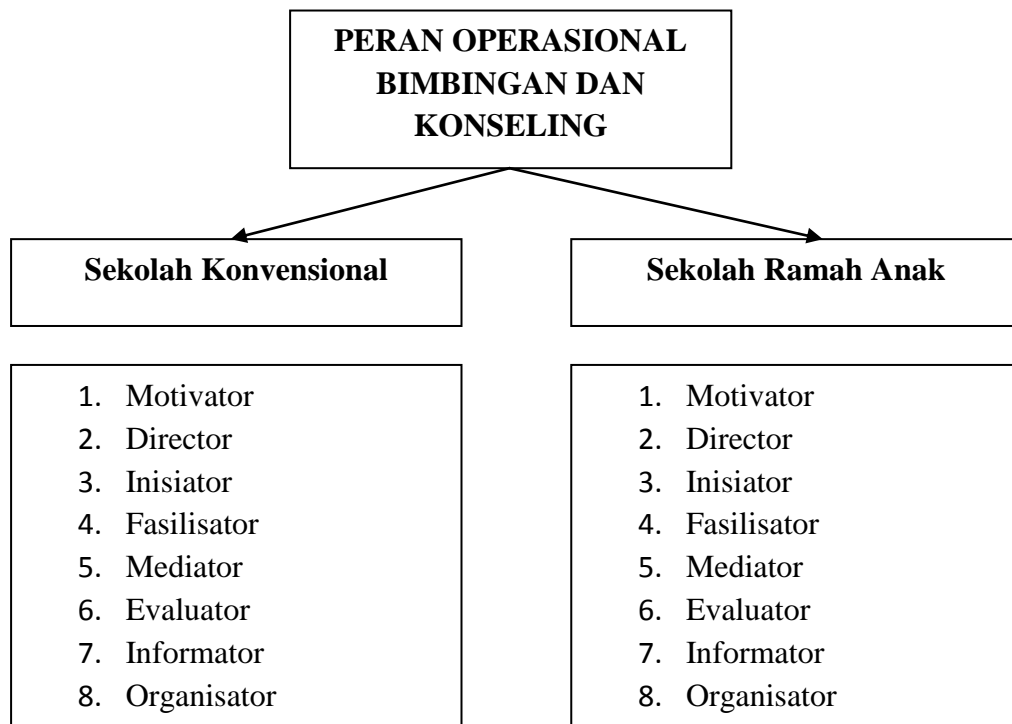 PERAN OPERASIONAL
BIMBINGAN DAN
KONSELING
Sekolah Konvensional
Sekolah Ramah Anak
1. Motivator
2. Director
3. Inisiator
4. Fasilisator
5. Mediator
6. Evaluator
7. Informator
8. Organisator
1. Motivator
2. Director
3. Inisiator
4. Fasilisator
5. Mediator
6. Evaluator
7. Informator
8. Organisator